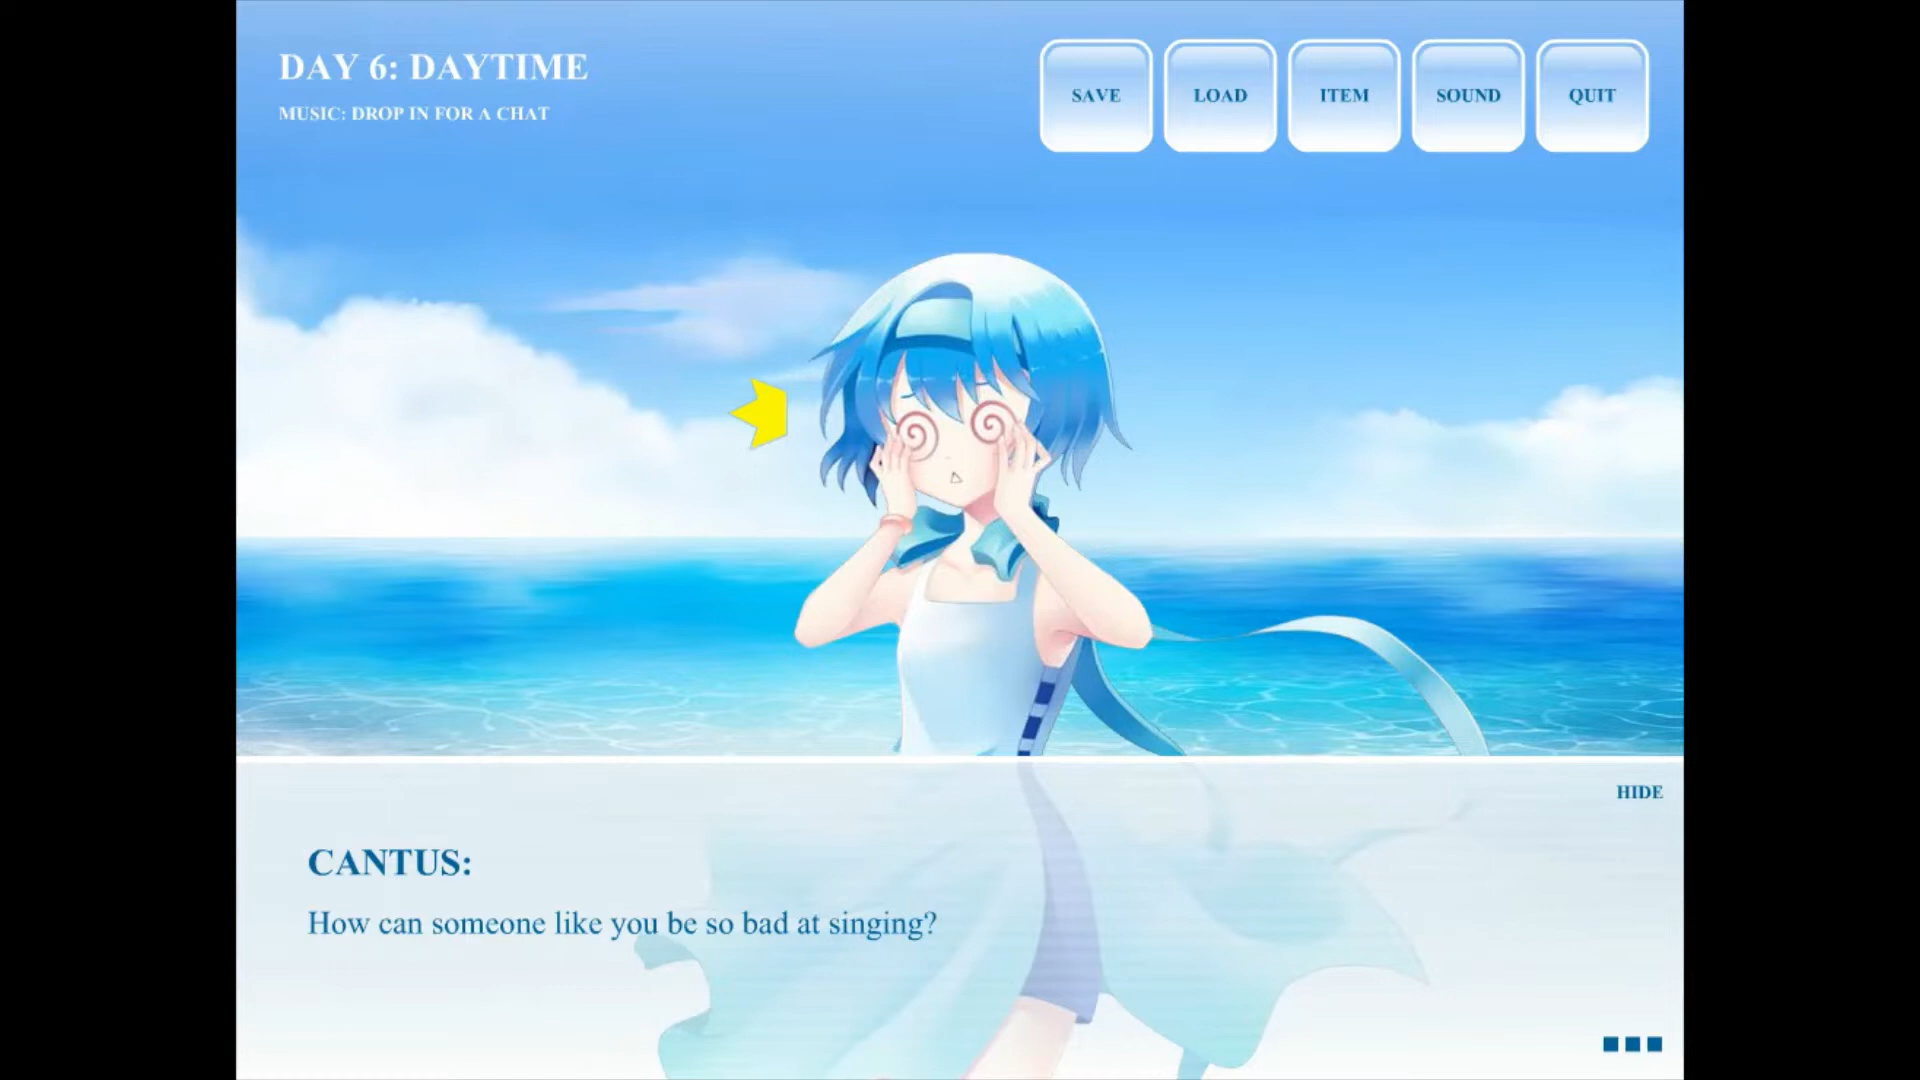 DAY 6: DAYTIME
MUSIC: DROP IN FOR A CHAT
SAVE
LOAD
ITEM
SOUND
QUIT
HIDE
CANTUS:
How can someone like you be so bad at singing?